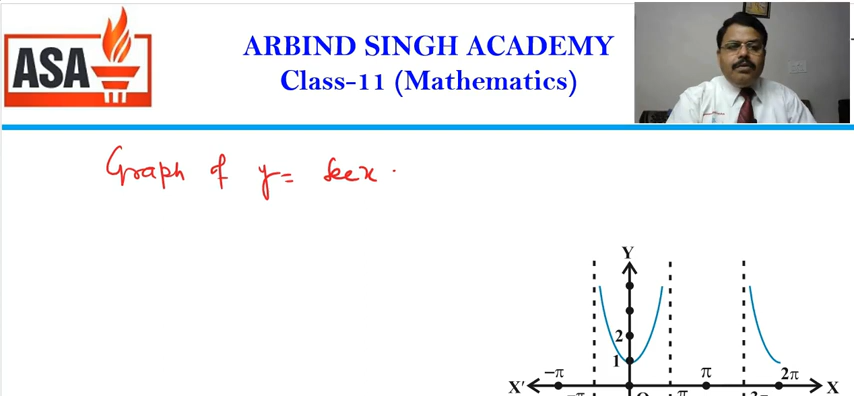 ASA
ARBIND SINGH ACADEMY
Class-11 (Mathematics)
Graph of y = secx.
Y
2
1
−π
π
2π
X′
X